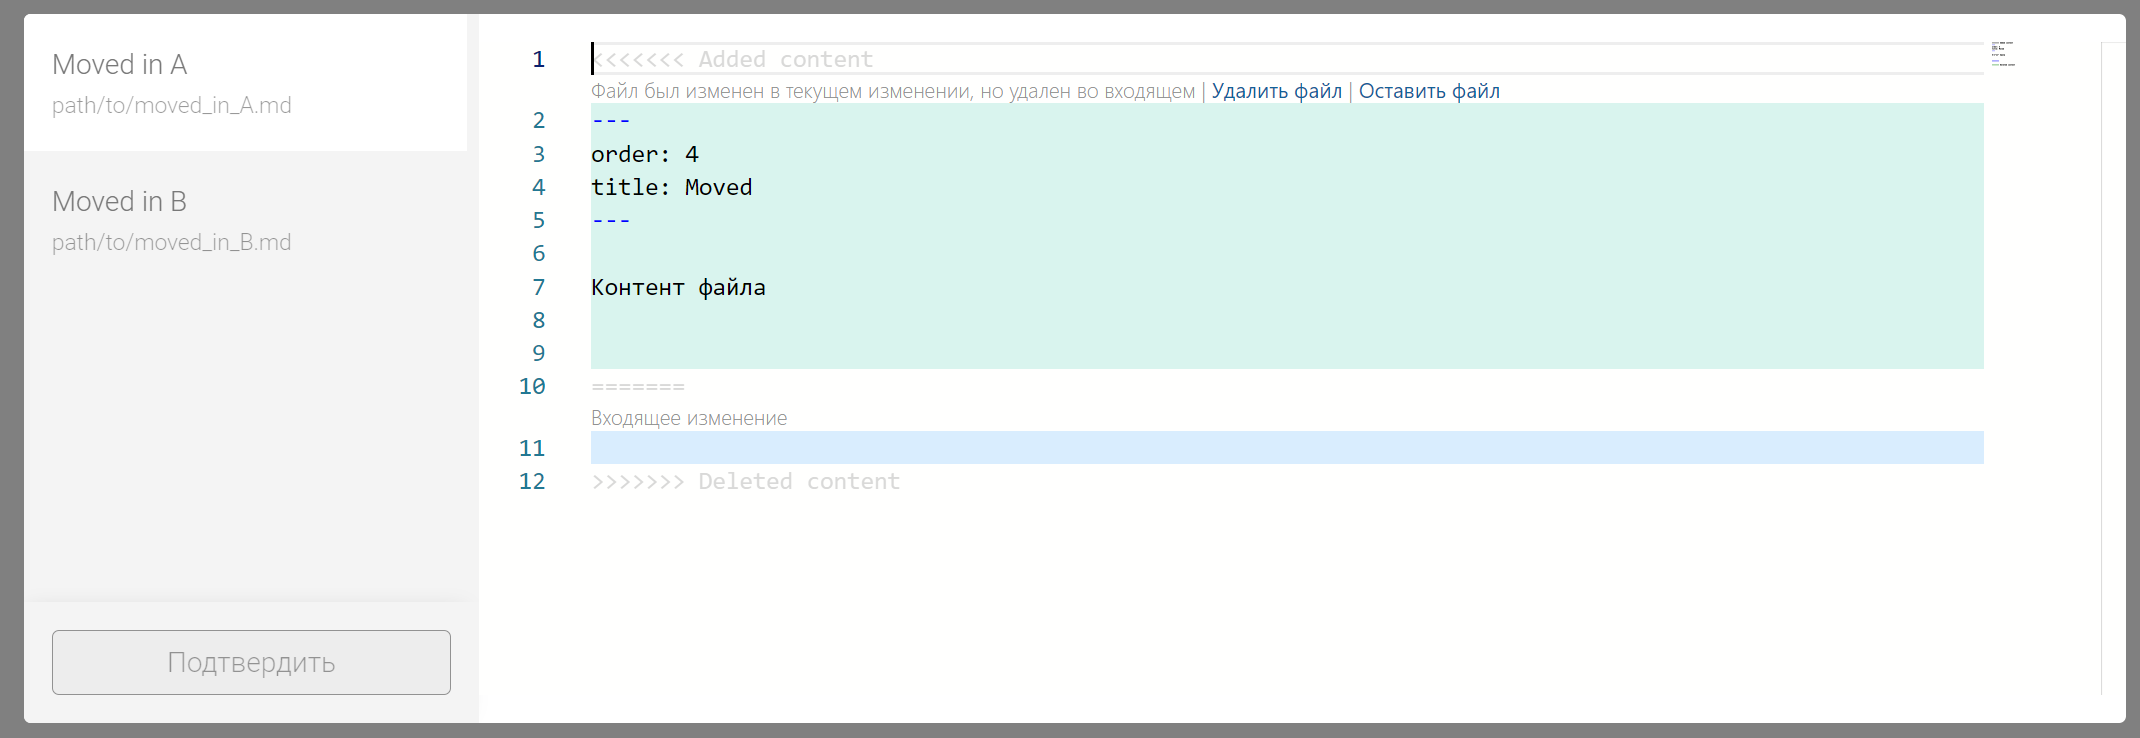 Moved in A
path/to/moved_in_A.md
Moved in B
path/to/moved_in_B.md
Подтвердить
1 <<<<<<< Added content
Файл был изменен в текущем изменении, но удален во входящем | Удалить файл | Оставить файл
2 ---
3 order: 4
4 title: Moved
5 ---
6
7 Контент файла
8
9
10 =======
Входящее изменение
11
12 >>>>>>> Deleted content